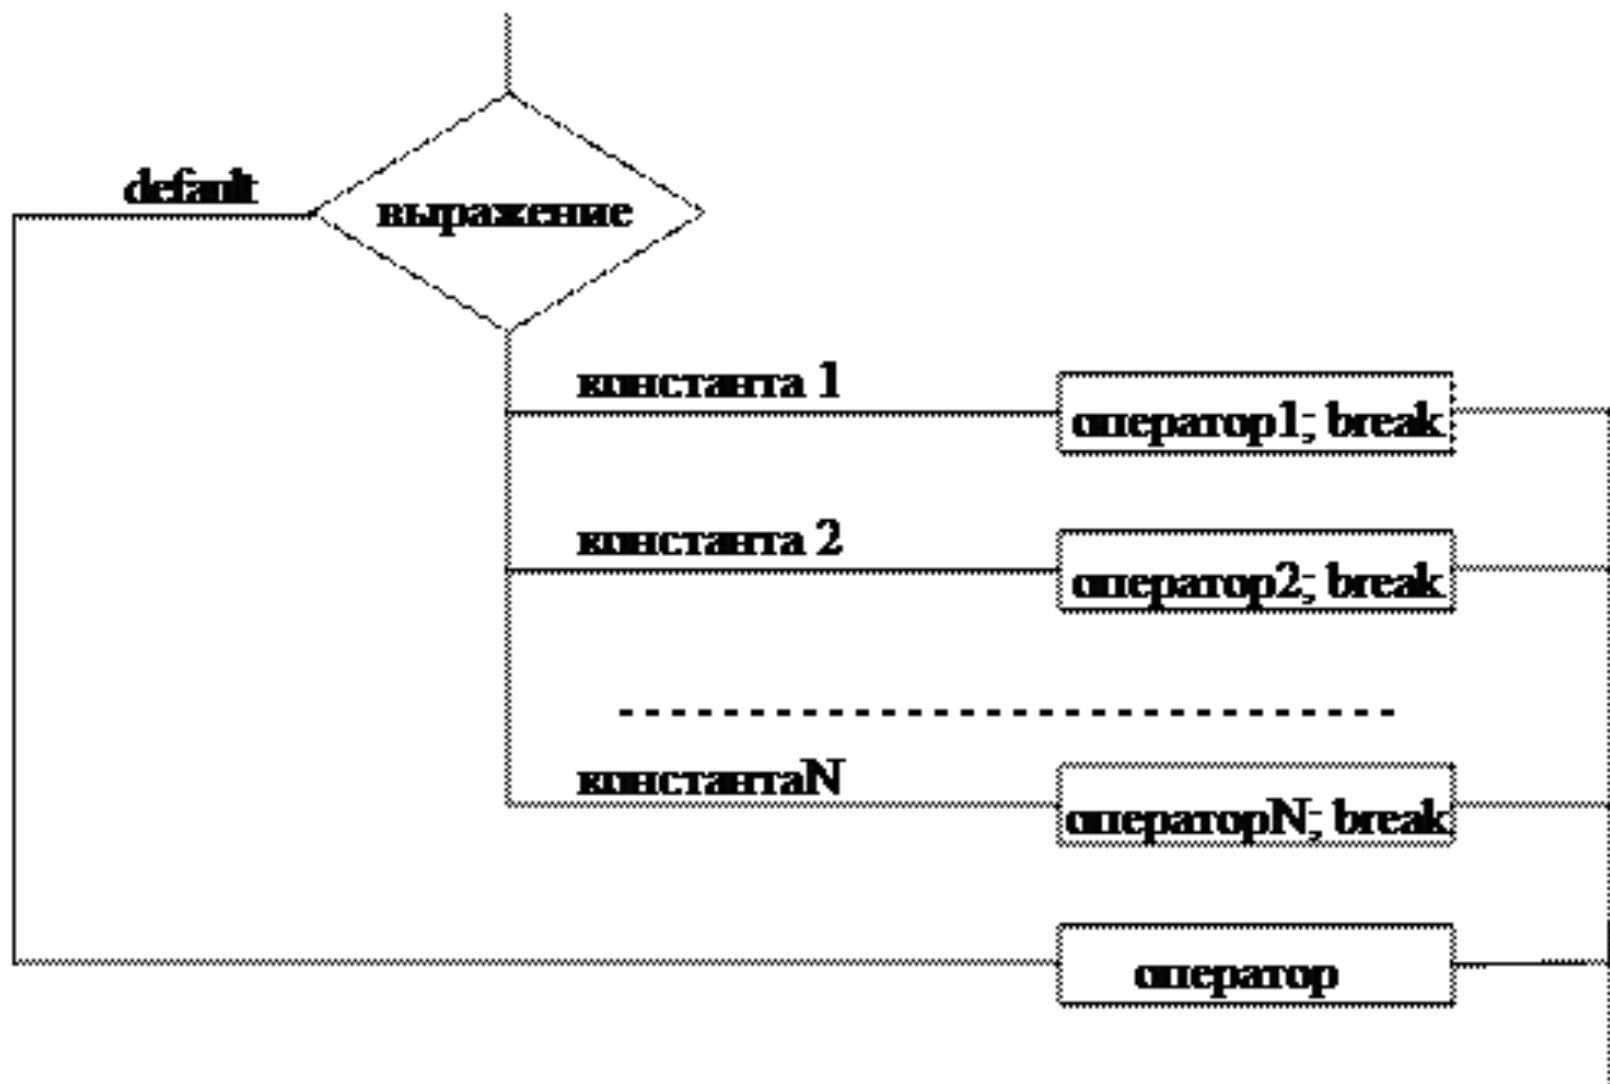 default
выражение
константа 1
оператор1; break
константа 2
оператор2; break
константаN
операторN; break
оператор